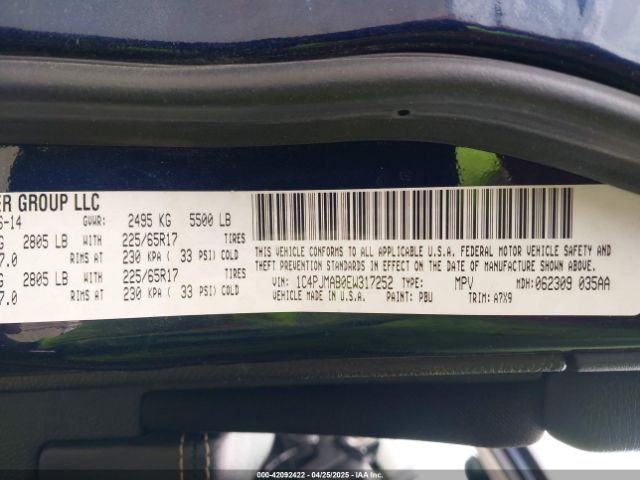 ER GROUP LLC
6-14 GVWR: 2495 KG 5500 LB
G 2805 LB WITH 225/65R17 TIRES
7.0 RIMS AT 230 KPA ( 33 PSI) COLD
G 2805 LB WITH 225/65R17 TIRES
7.0 RIMS AT 230 KPA ( 33 PSI) COLD
THIS VEHICLE CONFORMS TO ALL APPLICABLE U.S.A. FEDERAL MOTOR VEHICLE SAFETY AND
THEFT PREVENTION STANDARDS IN EFFECT ON THE DATE OF MANUFACTURE SHOWN ABOVE.
VIN: 1C4PJMAB0EW317252 TYPE: MPV MDH: 062309 035AA
VEHICLE MADE IN U.S.A. PAINT: PBU TRIM: A7X9
000-42092422 - 04/25/2025 - IAAI.COM